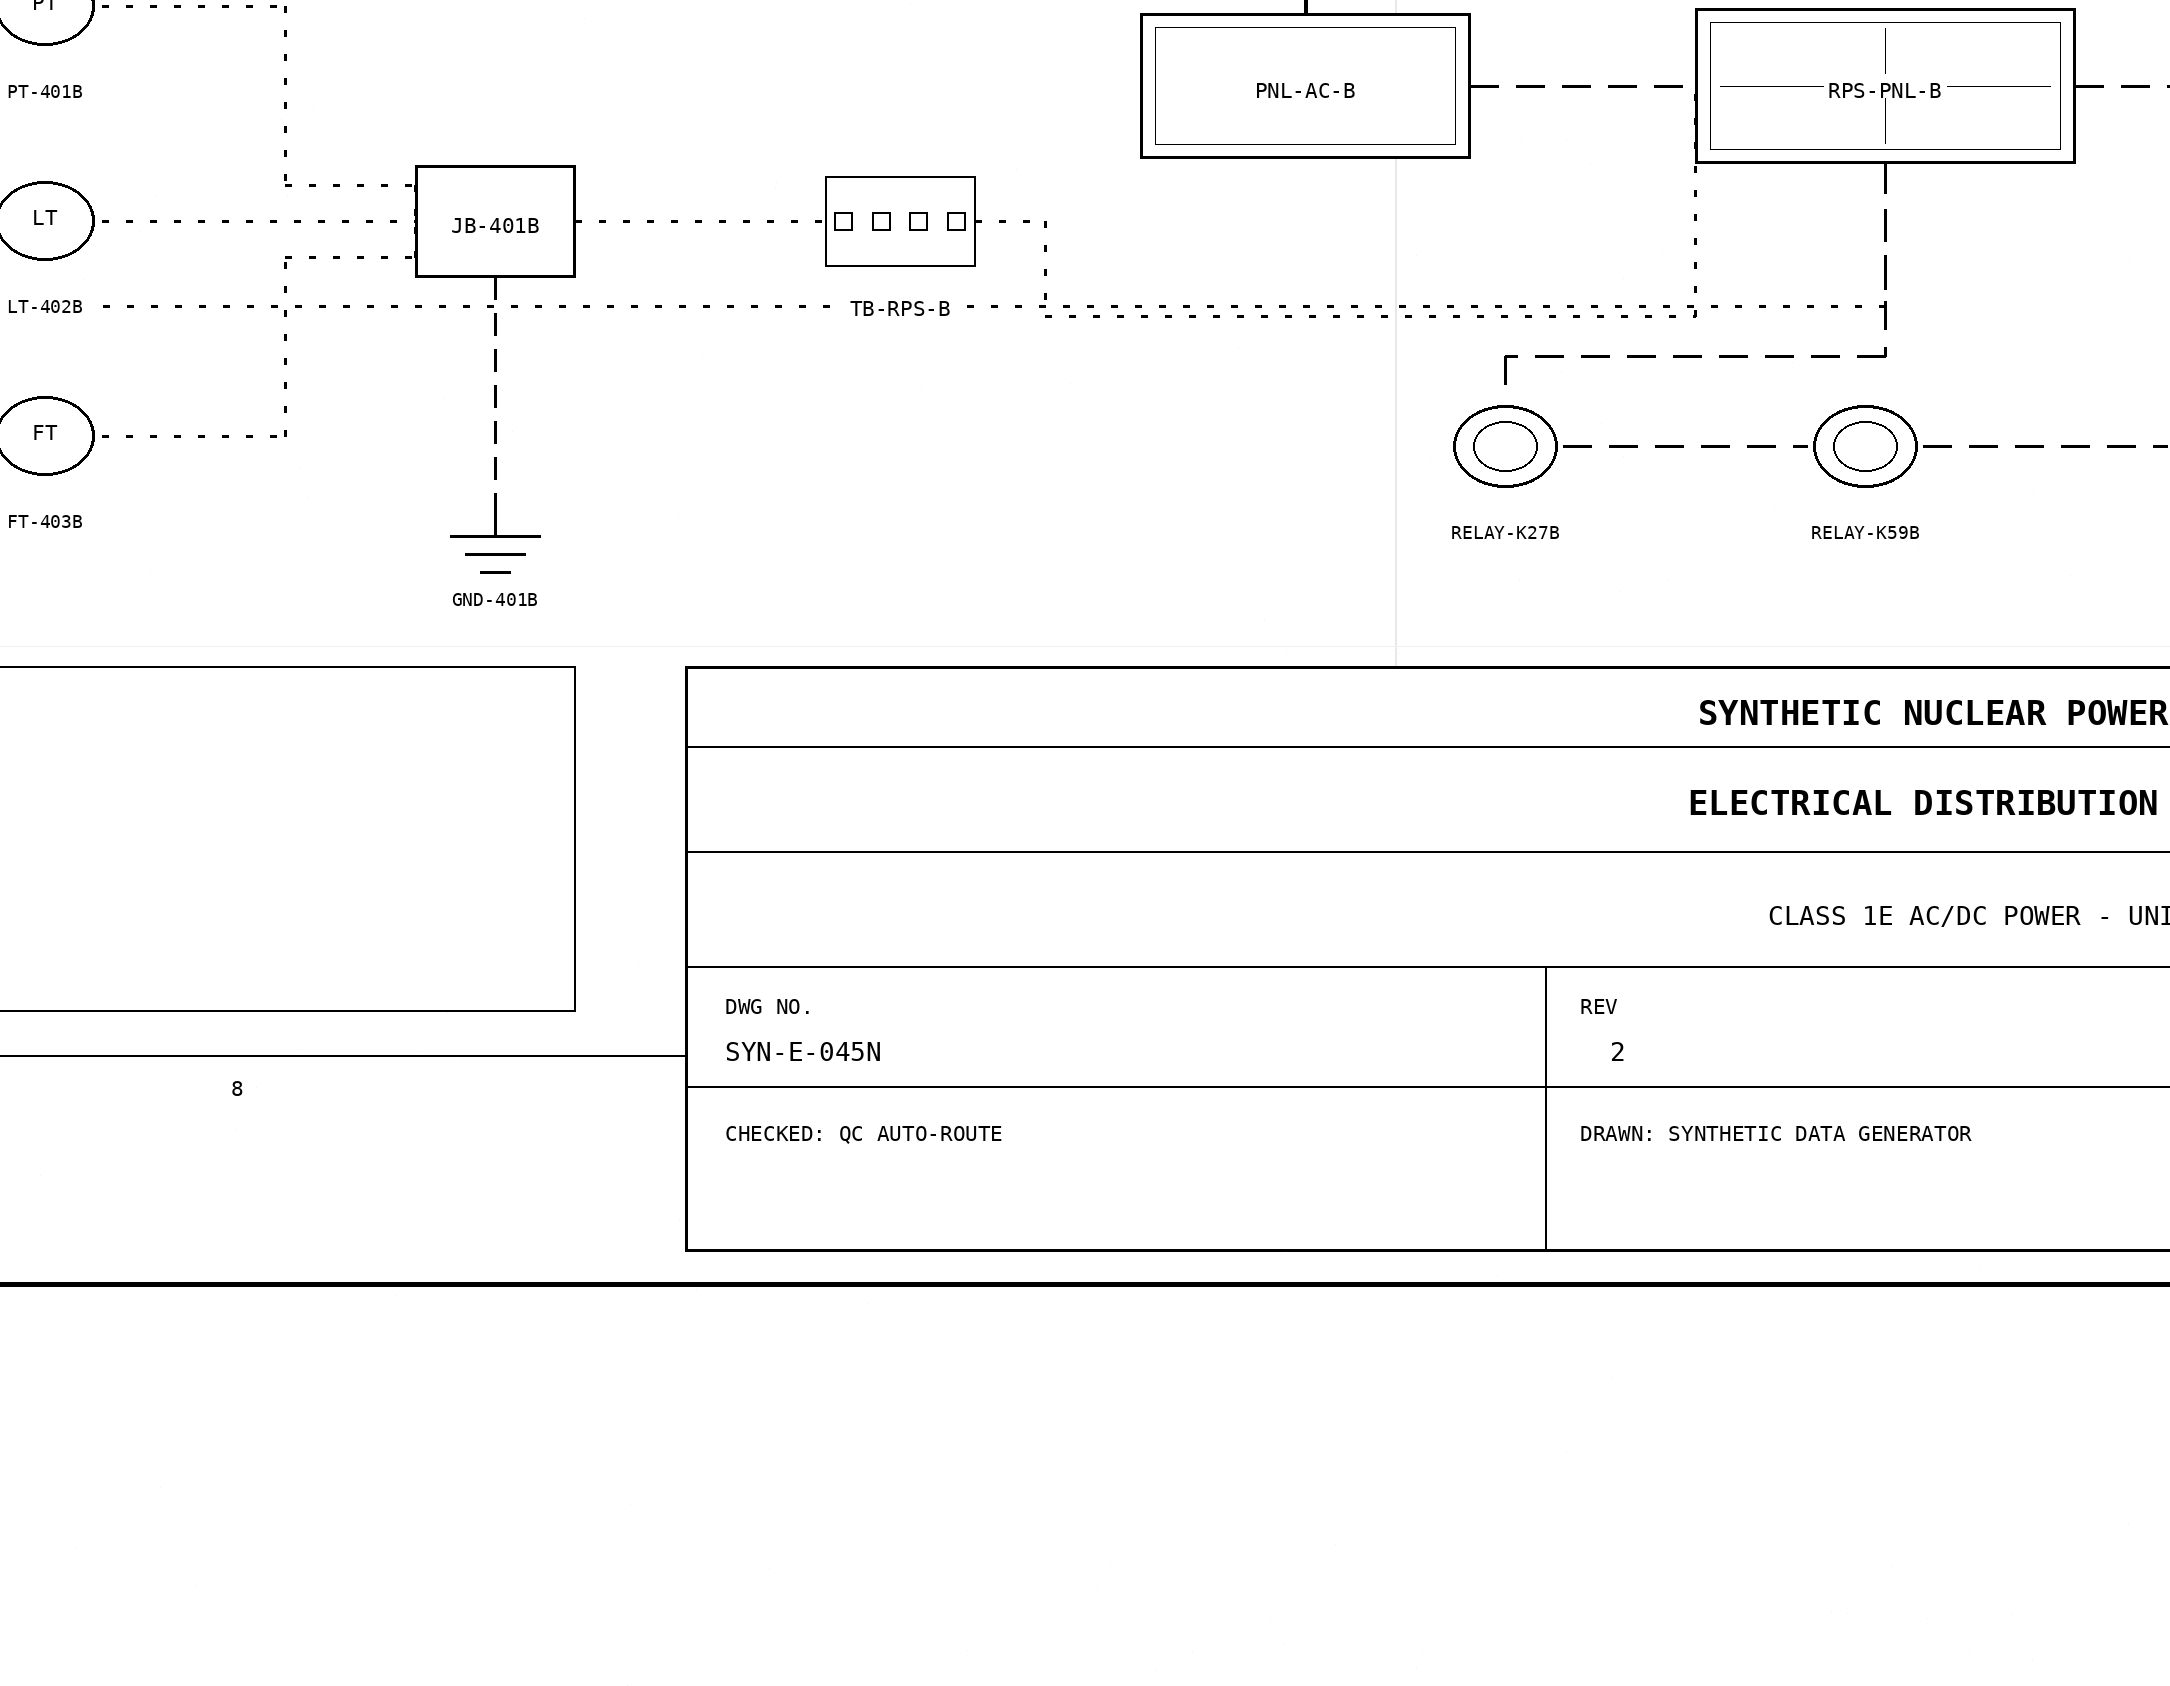 PT
PT-401B
PNL-AC-B
RPS-PNL-B
LT
JB-401B
LT-402B
TB-RPS-B
FT
FT-403B
RELAY-K27B
RELAY-K59B
GND-401B
SYNTHETIC NUCLEAR POWER
ELECTRICAL DISTRIBUTION
CLASS 1E AC/DC POWER - UNI
DWG NO.
REV
SYN-E-045N
2
8
CHECKED: QC AUTO-ROUTE
DRAWN: SYNTHETIC DATA GENERATOR